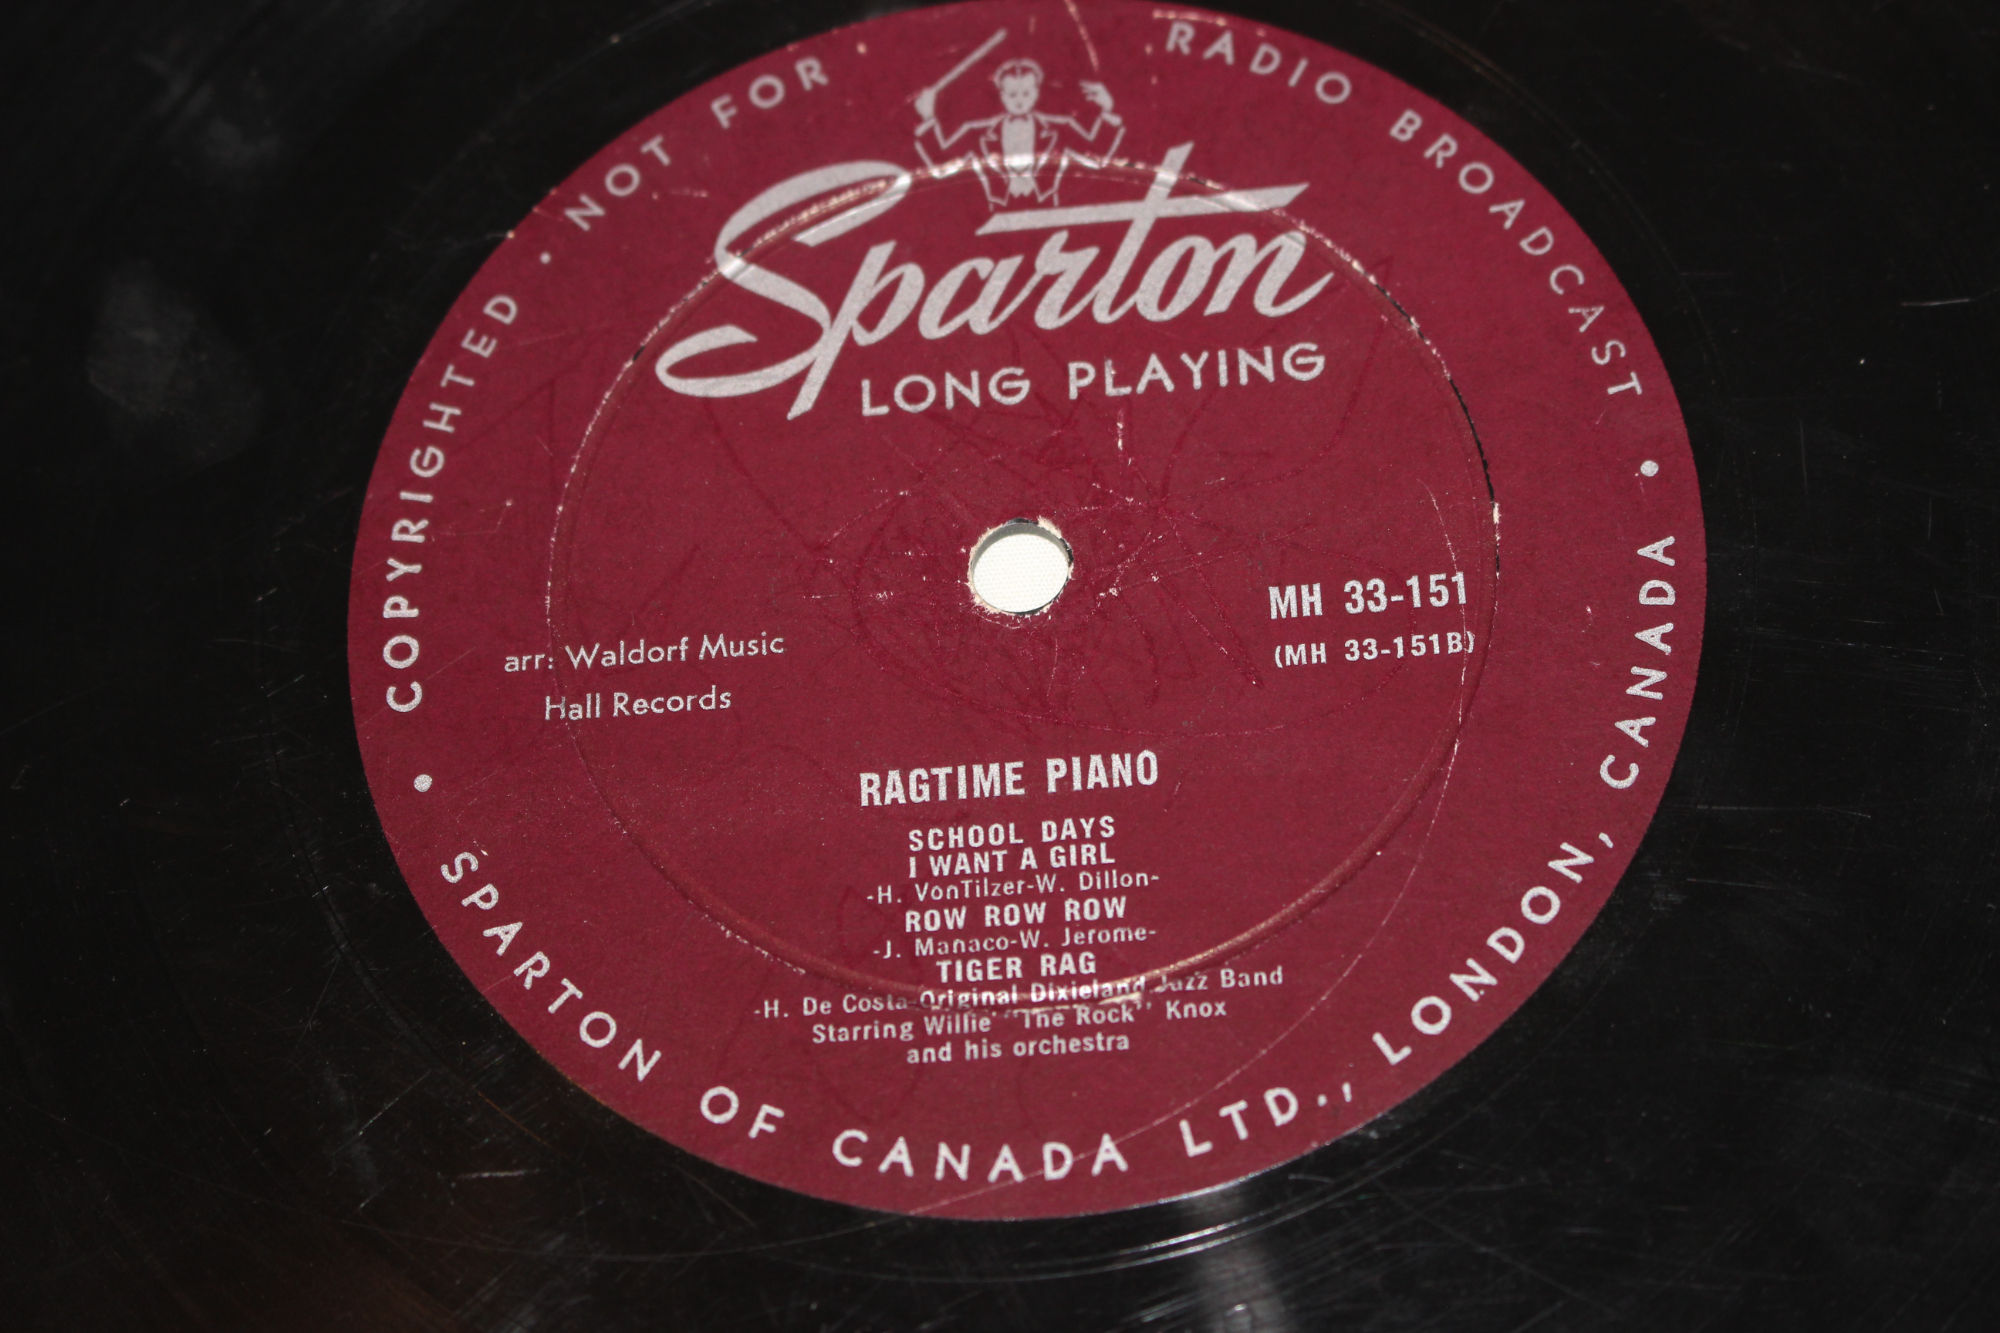 COPYRIGHTED · NOT FOR RADIO BROADCAST
Sparton
LONG PLAYING
MH 33-151
(MH 33-151B)
arr: Waldorf Music
Hall Records
RAGTIME PIANO
SCHOOL DAYS
I WANT A GIRL
-H. VonTilzer-W. Dillon-
ROW ROW ROW
-J. Manaco-W. Jerome-
TIGER RAG
-H. De Costa-Original Dixieland Jazz Band
Starring Willie "The Rock" Knox
and his orchestra
• SPARTON OF CANADA LTD., LONDON, CANADA •